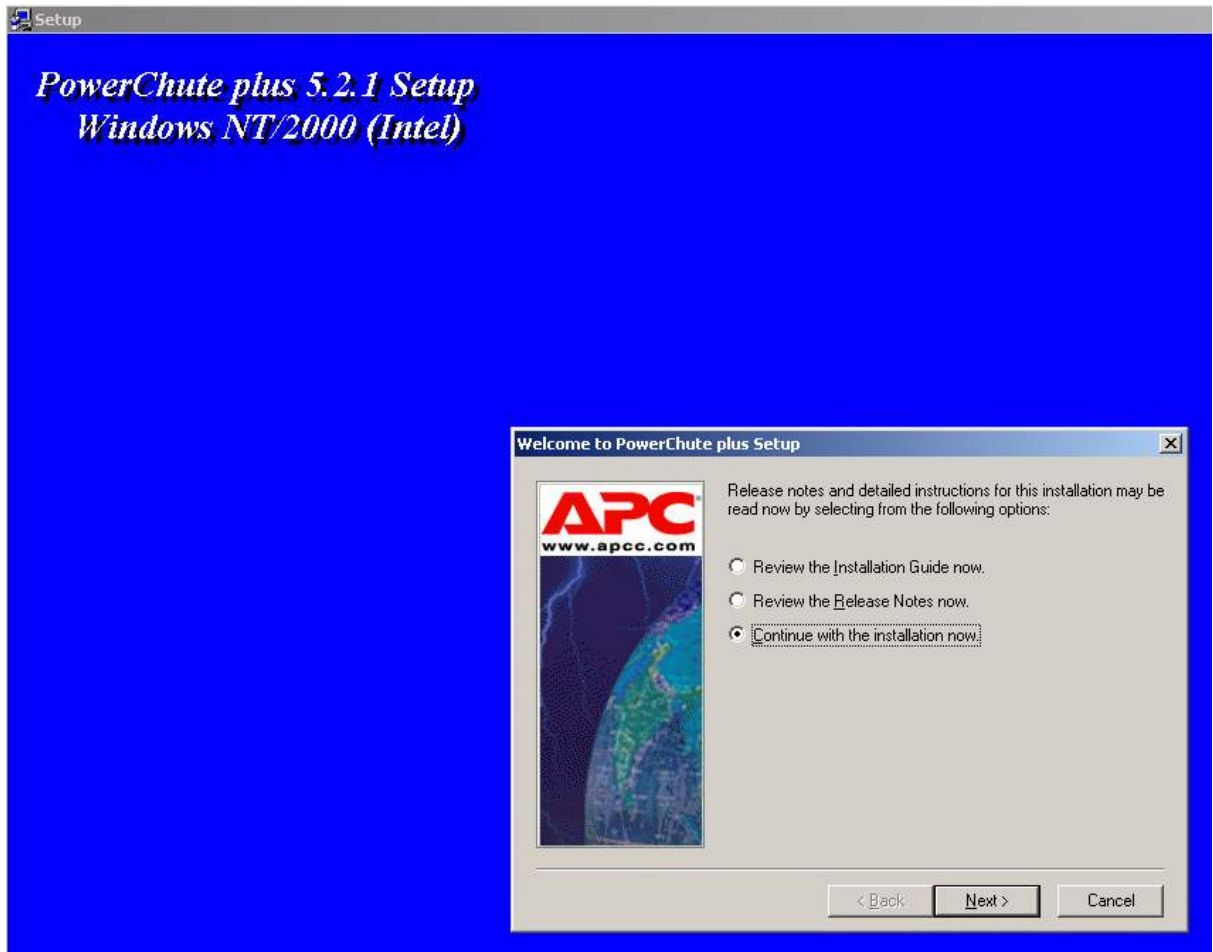 Setup
PowerChute plus 5.2.1 Setup
Windows NT/2000 (Intel)
Welcome to PowerChute plus Setup
APC
www.apcc.com
Release notes and detailed instructions for this installation may be
read now by selecting from the following options:
Review the Installation Guide now.
Review the Release Notes now.
Continue with the installation now.
< Back
Next >
Cancel